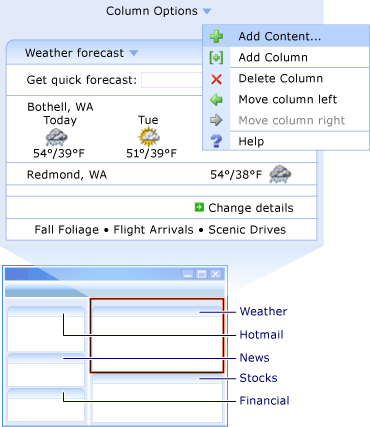 Column Options
Add Content...
Add Column
Delete Column
Move column left
Move column right
Help
Weather forecast
Get quick forecast:
Bothell, WA
Today Tue
54°/39°F 51°/39°F
Redmond, WA 54°/38°F
Change details
Fall Foliage • Flight Arrivals • Scenic Drives
Weather
Hotmail
News
Stocks
Financial